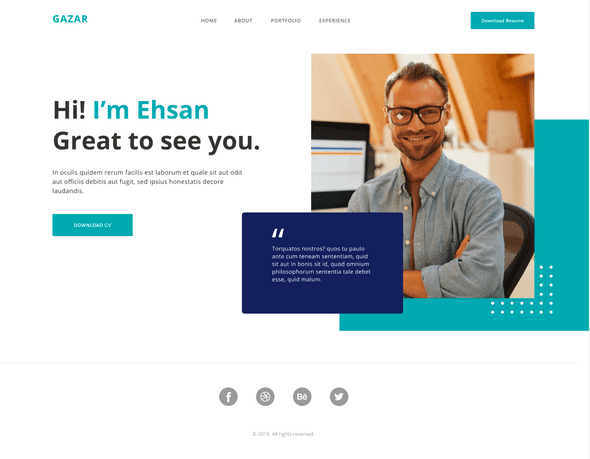 GAZAR
HOME ABOUT PORTFOLIO EXPERIENCE
Download Resume
Hi! I'm Ehsan
Great to see you.
In oculis quidem rerum facilis est laborum et quale sit aut odit
aut officiis debitis aut fugit, sed ipsius honestatis decore
laudandis.
DOWNLOAD CV
“
Torquatos nostros? quos tu paulo
ante cum teneam sententiam, quid
sit aut in bonis sit id, quod omnium
philosophorum sententia tale debet
esse, quid malum.
f
Bē
© 2019. All rights reserved.